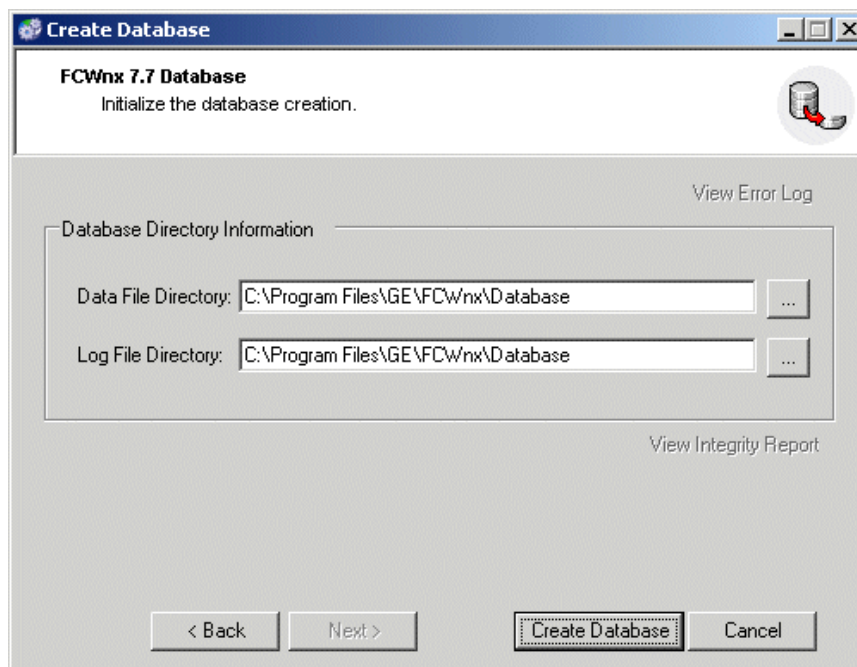 Create Database
FCWnx 7.7 Database
Initialize the database creation.
View Error Log
Database Directory Information
Data File Directory: C:\Program Files\GE\FCWnx\Database ...
Log File Directory: C:\Program Files\GE\FCWnx\Database ...
View Integrity Report
< Back Next > Create Database Cancel